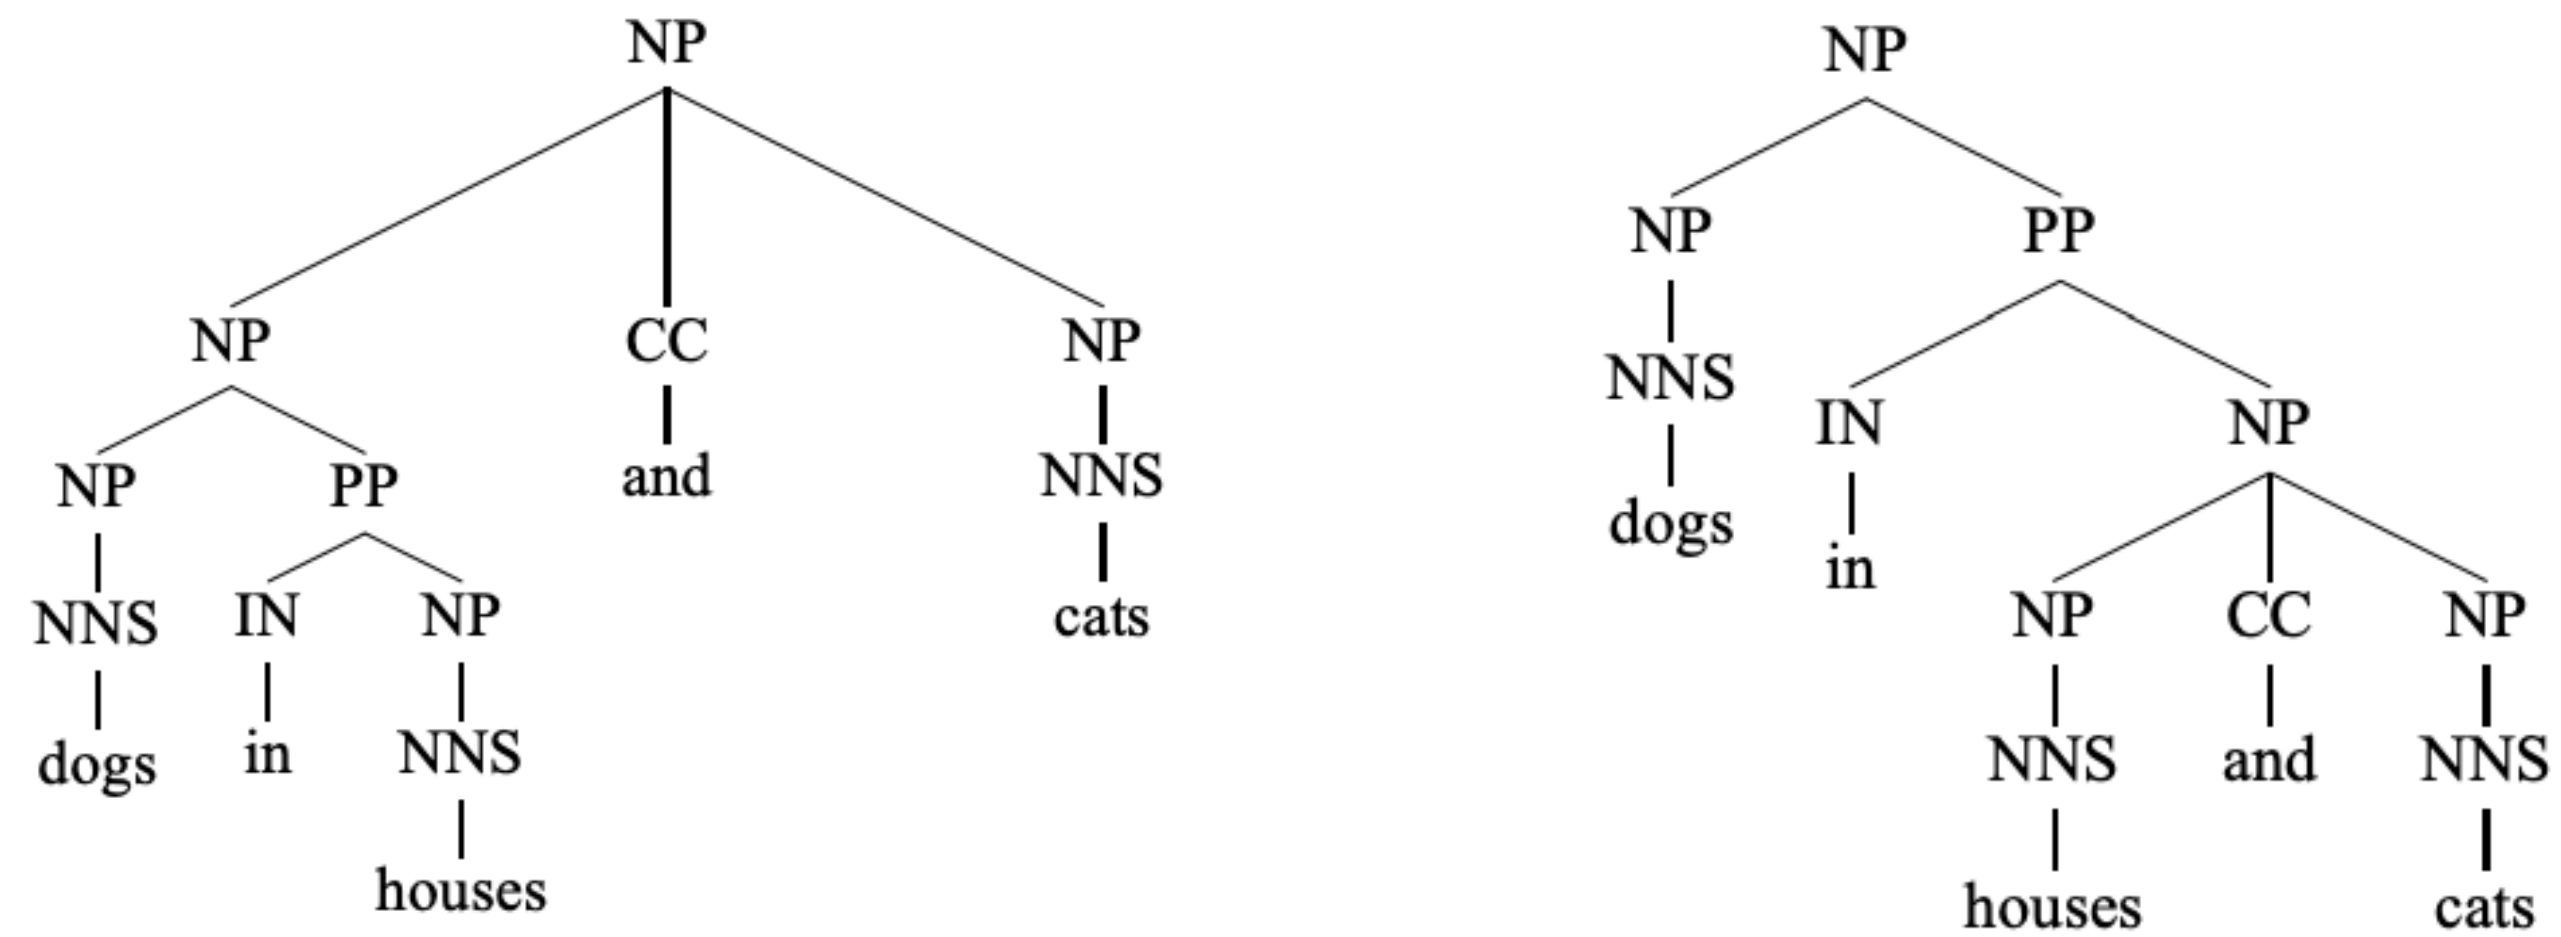 NP
NP CC NP
NP PP and NNS
NNS IN NP cats
dogs in NNS
houses
NP
NP PP
NNS IN NP
dogs in NP CC NP
NNS and NNS
houses cats